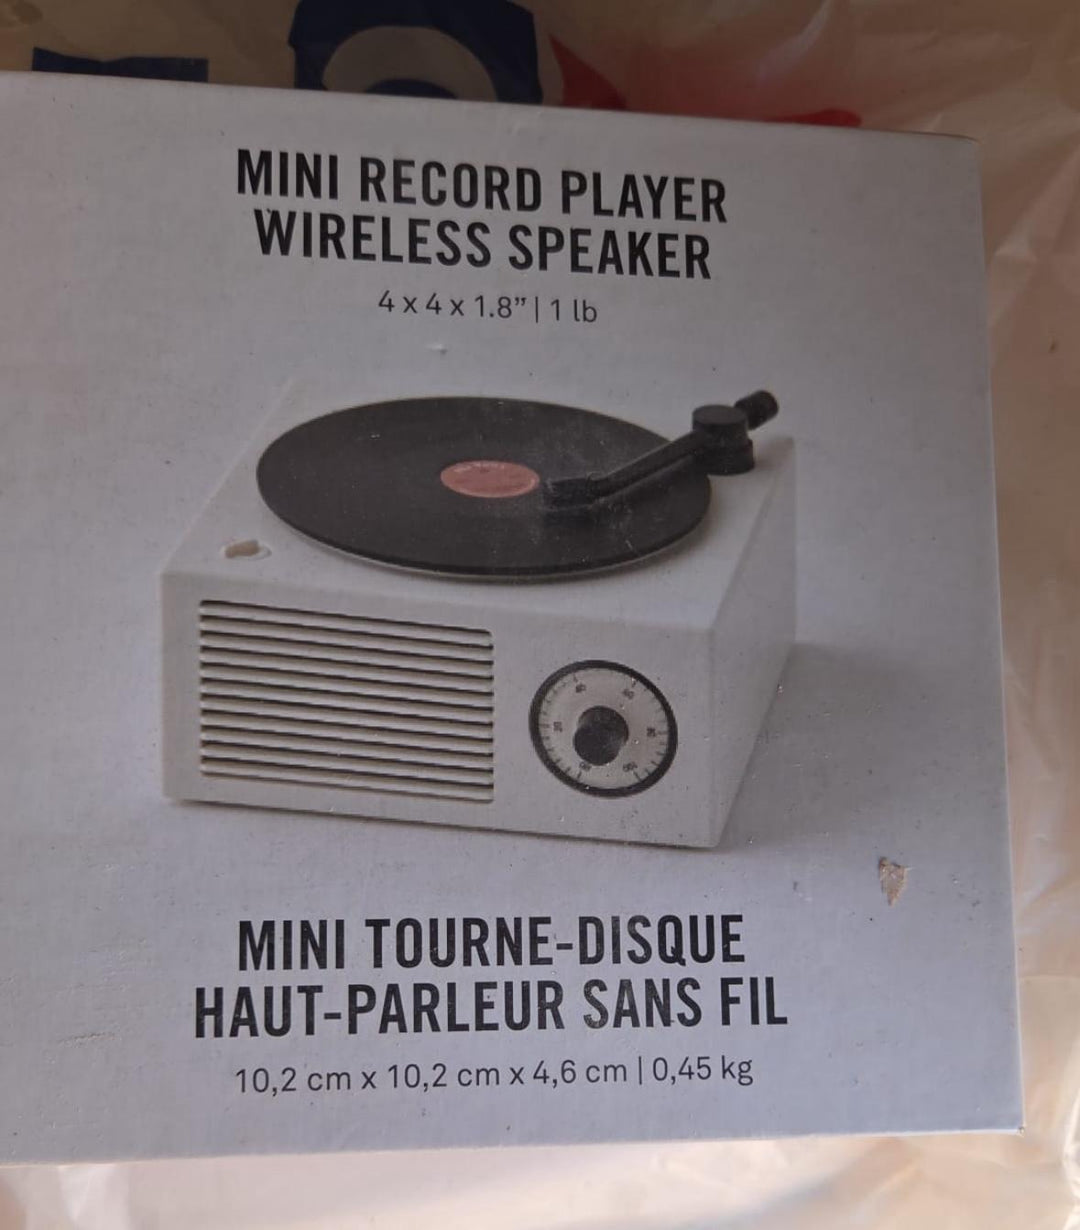 MINI RECORD PLAYER
WIRELESS SPEAKER
4 x 4 x 1.8” | 1 lb
MINI TOURNE-DISQUE
HAUT-PARLEUR SANS FIL
10,2 cm x 10,2 cm x 4,6 cm | 0,45 kg